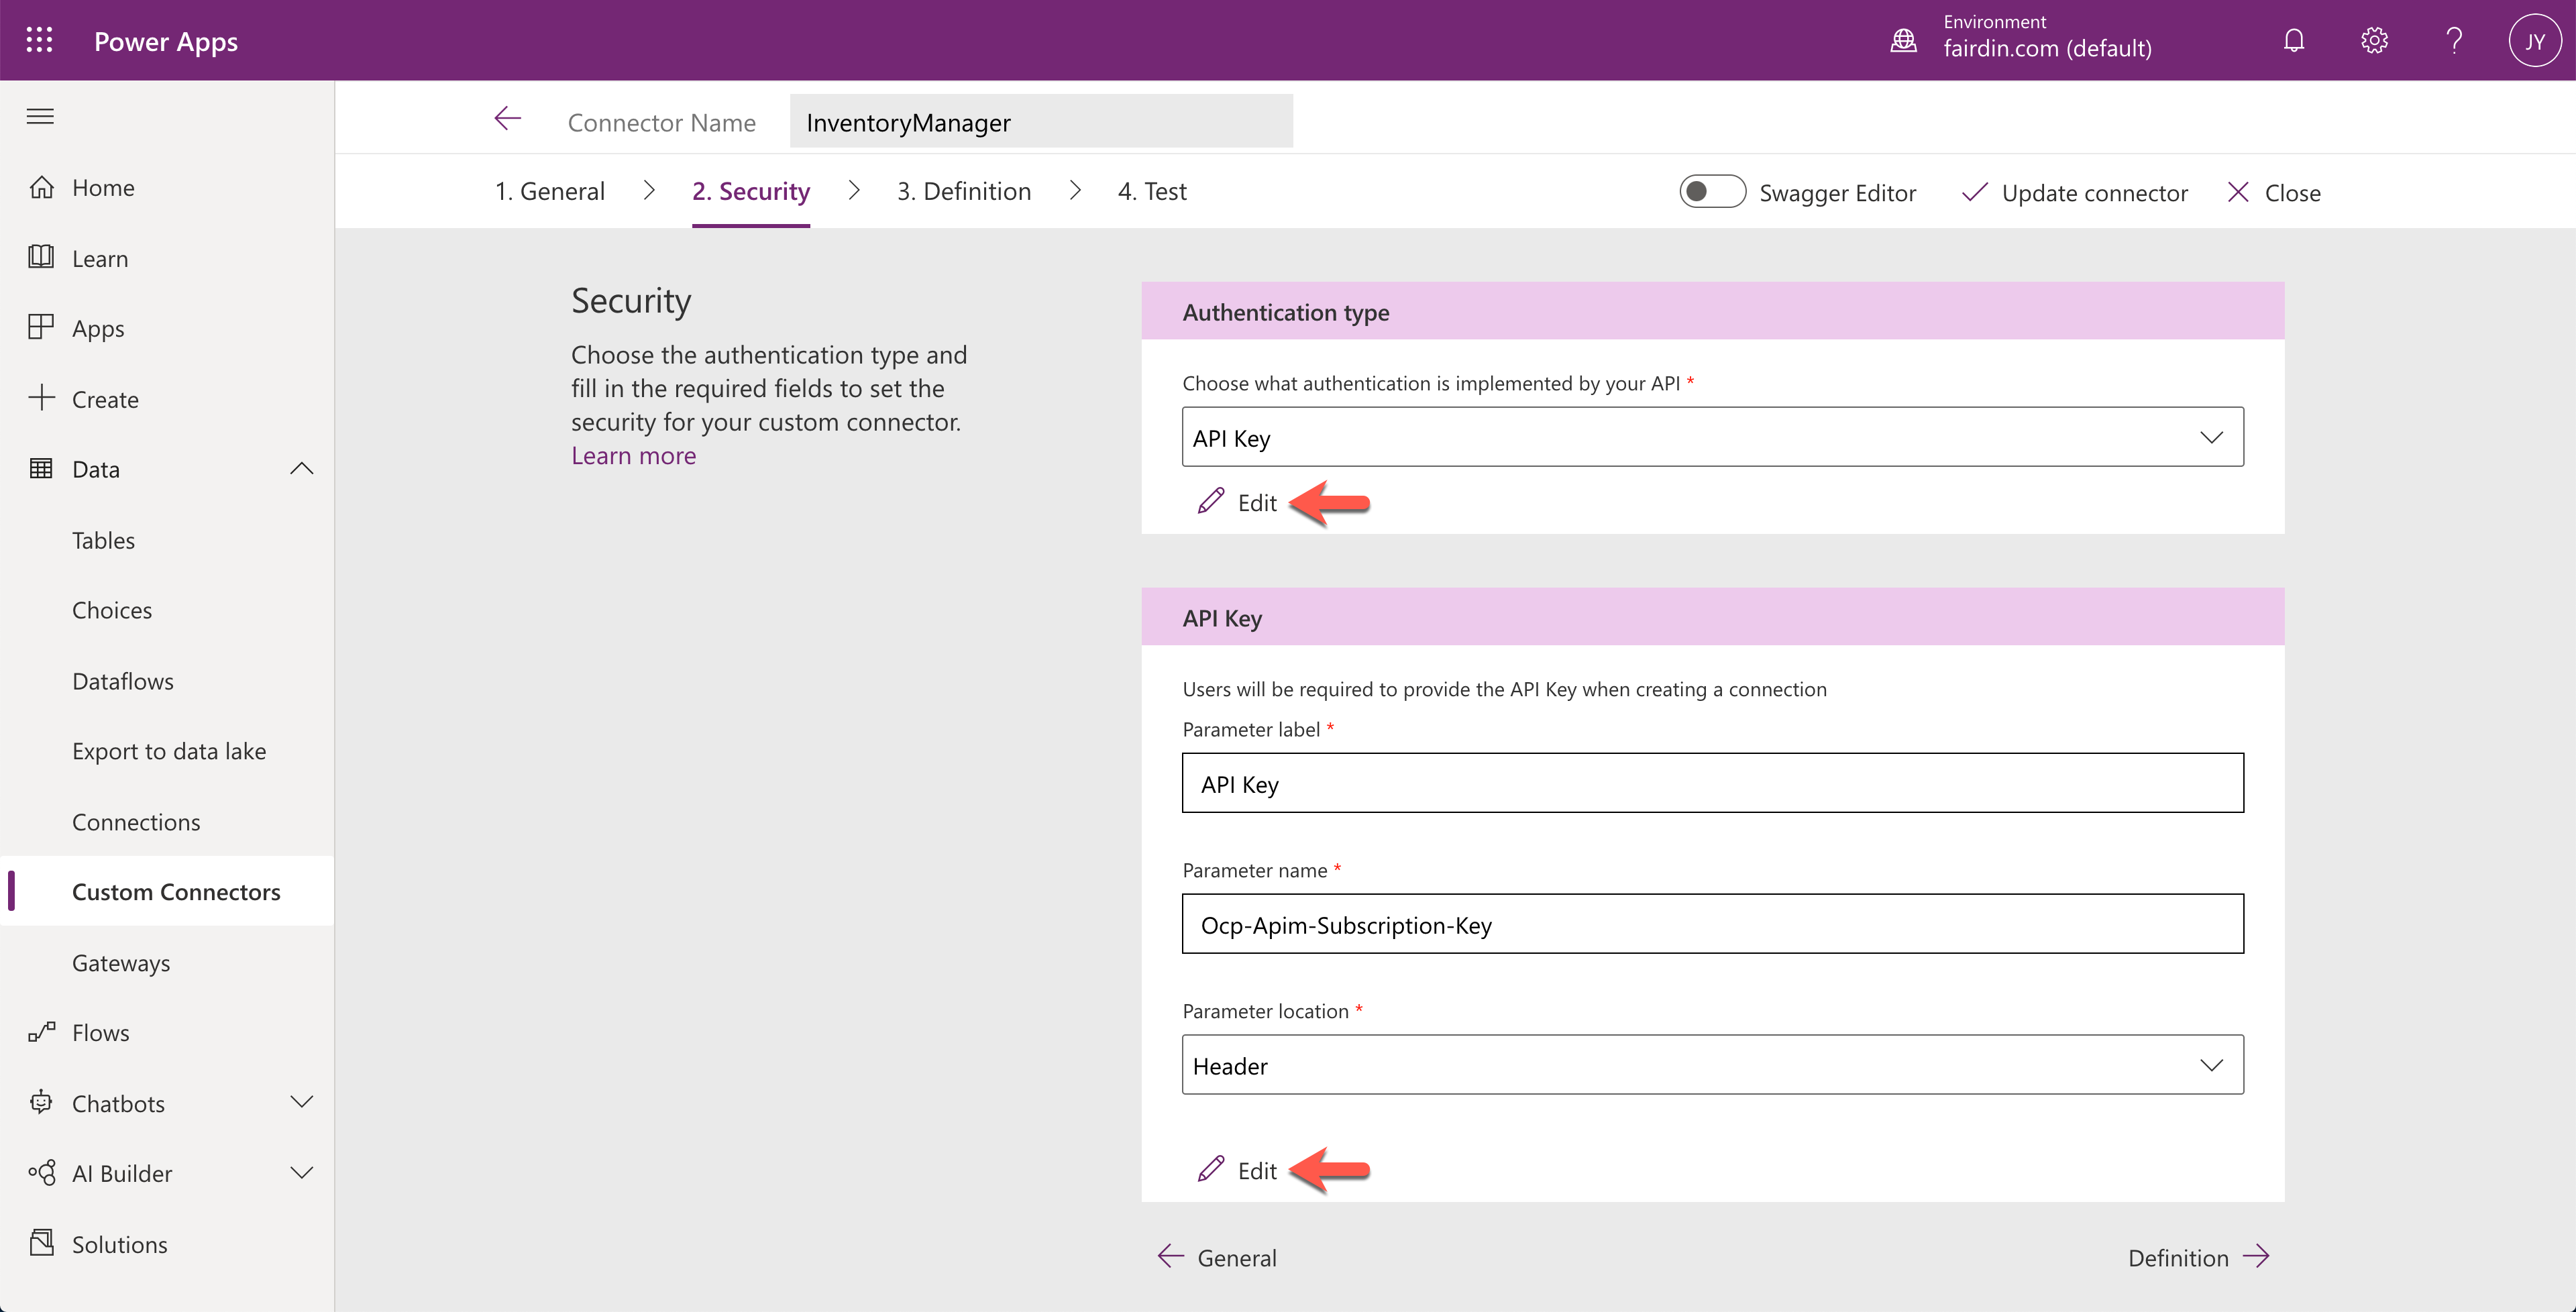 Power Apps
Environment
fairdin.com (default)
JY
Connector Name
InventoryManager
1. General
2. Security
3. Definition
4. Test
Swagger Editor
Update connector
Close
Home
Learn
Apps
Create
Data
Tables
Choices
Dataflows
Export to data lake
Connections
Custom Connectors
Gateways
Flows
Chatbots
AI Builder
Solutions
Security
Choose the authentication type and
fill in the required fields to set the
security for your custom connector.
Learn more
Authentication type
Choose what authentication is implemented by your API *
API Key
Edit
API Key
Users will be required to provide the API Key when creating a connection
Parameter label *
API Key
Parameter name *
Ocp-Apim-Subscription-Key
Parameter location *
Header
Edit
General
Definition